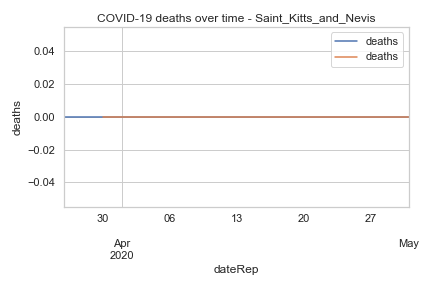 COVID-19 deaths over time - Saint_Kitts_and_Nevis
deaths
deaths
0.04
0.02
0.00
−0.02
−0.04
deaths
30
06
13
20
27
Apr
2020
May
dateRep